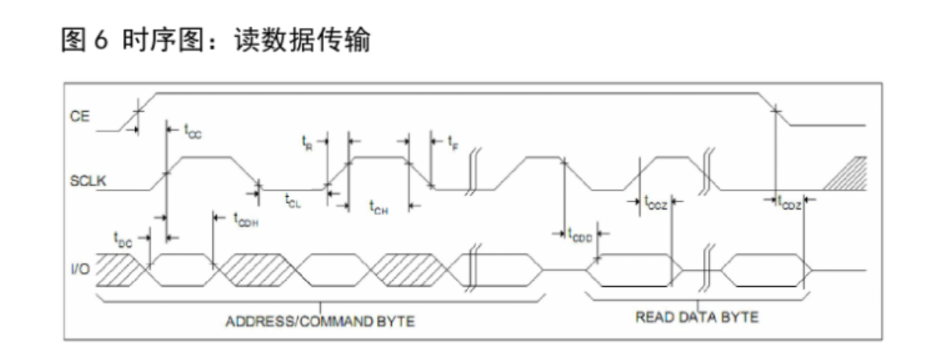 图 6 时序图：读数据传输
CE
tCC
tR
tF
SCLK
tCL
tCH
tCCZ
tCDZ
tCDH
tDC
tCDD
I/O
ADDRESS/COMMAND BYTE
READ DATA BYTE